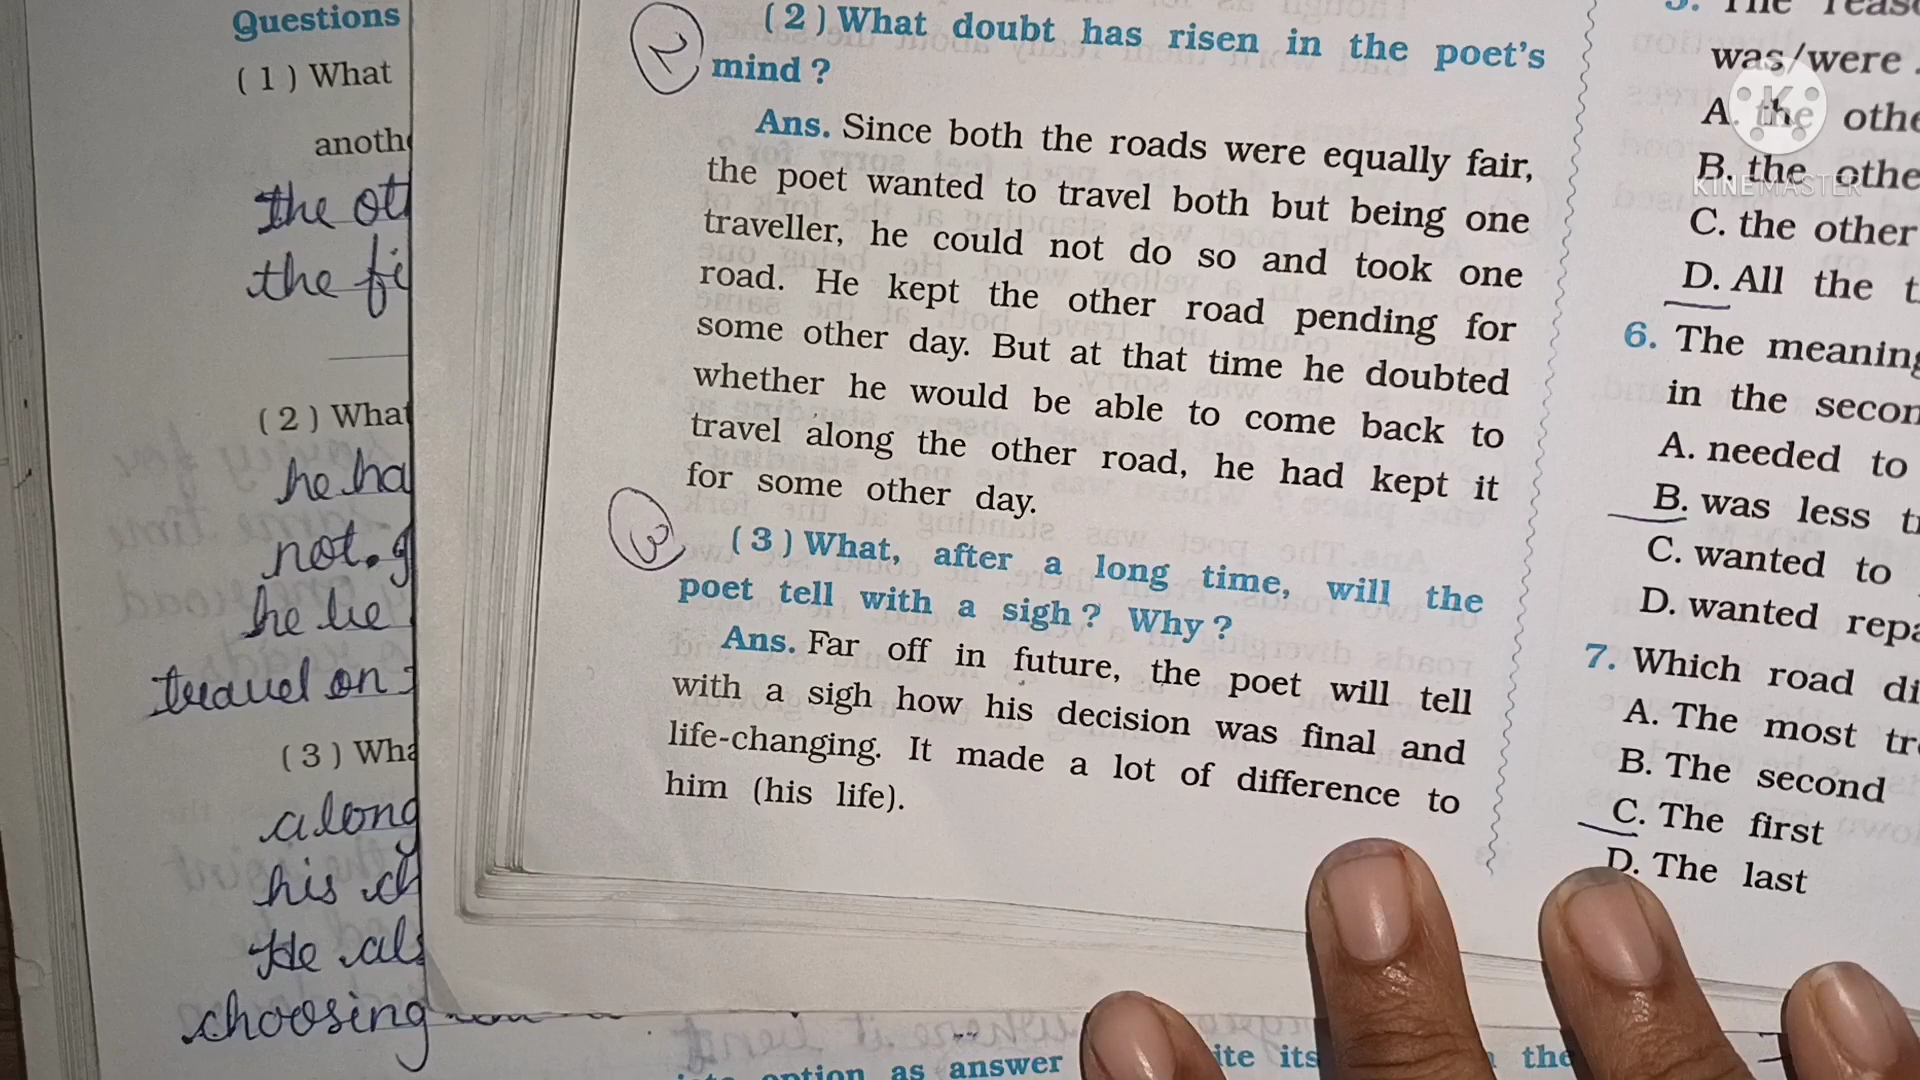 Questions
( 1 ) What
anoth
the ot
the fi
( 2 ) What
he ha
not.
he lie
travel on
( 3 ) Wha
along
his ch
He als
choosing
2
( 2 ) What doubt has risen in the poet's
mind ?
Ans. Since both the roads were equally fair,
the poet wanted to travel both but being one
traveller, he could not do so and took one
road. He kept the other road pending for
some other day. But at that time he doubted
whether he would be able to come back to
travel along the other road, he had kept it
for some other day.
3
( 3 ) What, after a long time, will the
poet tell with a sigh ? Why ?
Ans. Far off in future, the poet will tell
with a sigh how his decision was final and
life-changing. It made a lot of difference to
him (his life).
option as answer
ite its
the
was/were
A. the othe
B. the othe
C. the other
D. All the t
6. The meaning
in the secon
A. needed to
B. was less t
C. wanted to
D. wanted repa
7. Which road di
A. The most tr
B. The second
C. The first
D. The last
K
KINEMASTER